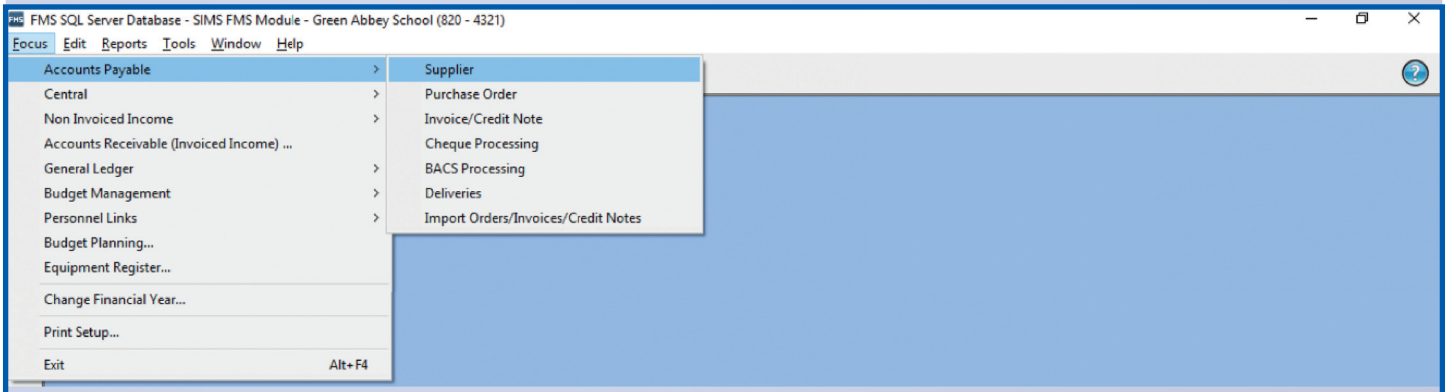 FMS SQL Server Database - SIMS FMS Module - Green Abbey School (820 - 4321)
Focus Edit Reports Tools Window Help
Accounts Payable >
Central >
Non Invoiced Income >
Accounts Receivable (Invoiced Income) ...
General Ledger >
Budget Management >
Personnel Links >
Budget Planning...
Equipment Register...
Change Financial Year...
Print Setup...
Exit Alt+F4
Supplier
Purchase Order
Invoice/Credit Note
Cheque Processing
BACS Processing
Deliveries
Import Orders/Invoices/Credit Notes